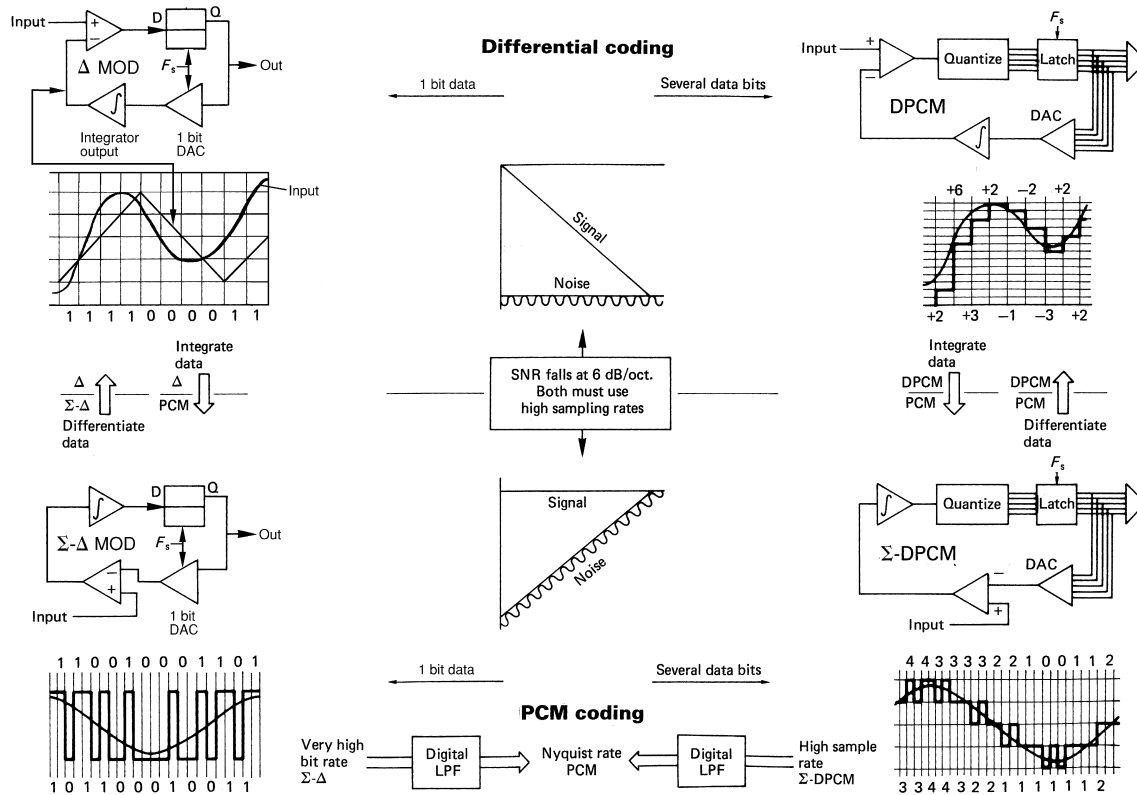 Differential coding
Input
D
Q
Δ MOD
Fs
Out
Integrator output
1 bit DAC
Input
1 1 1 1 0 0 0 0 1 1
1 bit data
Several data bits
Signal
Noise
Input
Quantize
Fs
Latch
DPCM
DAC
+6 +2 −2 +2
+2 +3 −1 −3 +2
Integrate data
Δ
Σ-Δ
Δ
PCM
Differentiate data
SNR falls at 6 dB/oct.
Both must use
high sampling rates
Integrate data
DPCM
PCM
DPCM
PCM
Differentiate data
D
Q
Σ-Δ MOD
Fs
Out
Input
1 bit DAC
Signal
Noise
Fs
Quantize
Latch
Σ-DPCM
DAC
Input
1 1 0 0 1 0 0 0 1 1 0 1
1 0 1 0 1 0 0 1 0 0 1
1 bit data
Several data bits
PCM coding
Very high
bit rate
Σ-Δ
Digital
LPF
Nyquist rate
PCM
Digital
LPF
High sample
rate
Σ-DPCM
4 4 3 3 3 2 2 1 0 0 1 1 2
3 3 4 3 2 3 2 1 1 1 1 1 2